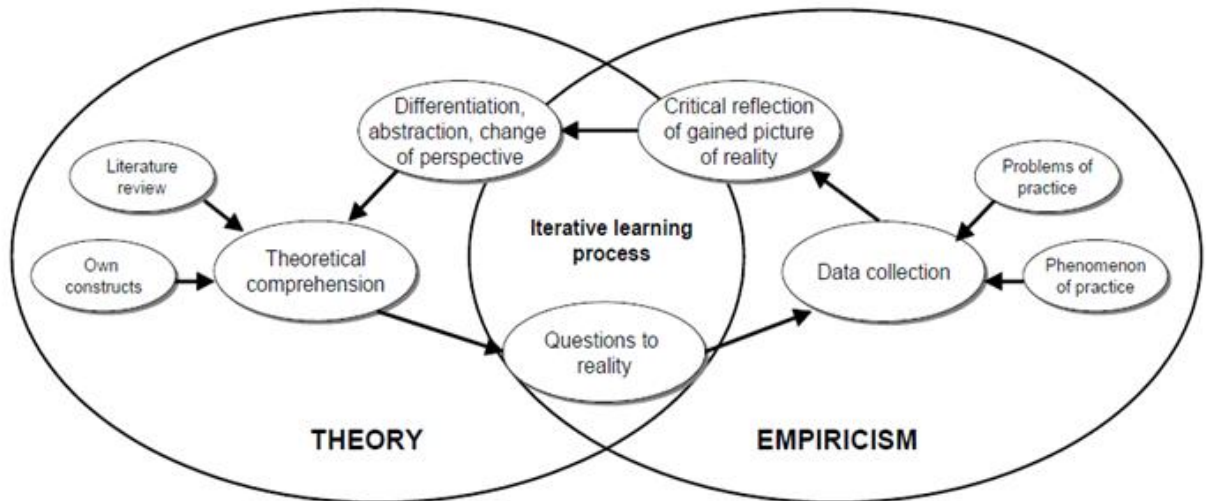 Differentiation,
abstraction, change
of perspective
Critical reflection
of gained picture
of reality
Literature
review
Problems of
practice
Iterative learning
process
Own
constructs
Theoretical
comprehension
Data collection
Phenomenon
of practice
Questions to
reality
THEORY
EMPIRICISM